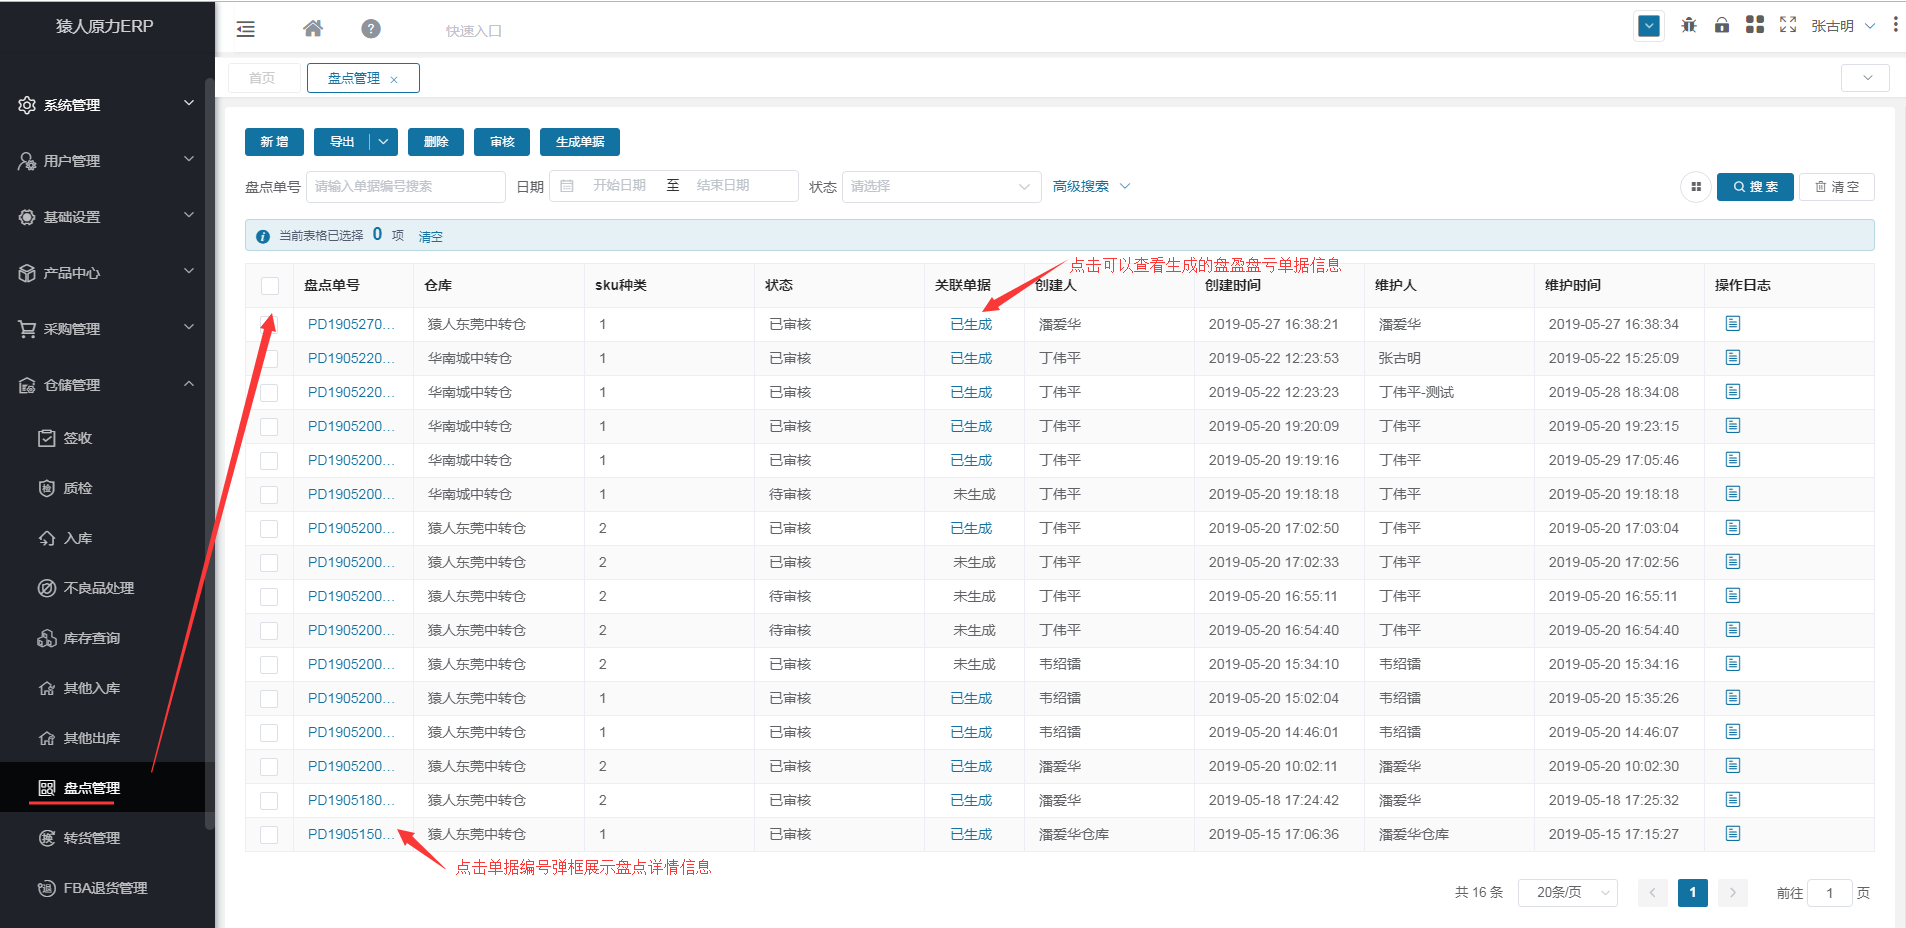 猿人原力ERP
快速入口
张古明
首页
盘点管理 ×
系统管理
用户管理
基础设置
产品中心
采购管理
仓储管理
签收
质检
入库
不良品处理
库存查询
其他入库
其他出库
盘点管理
转货管理
FBA退货管理
新增 导出 删除 审核 生成单据
盘点单号 请输入单据编号搜索 日期 开始日期 至 结束日期 状态 请选择 高级搜索 搜索 清空
当前表格已选择 0 项 清空
点击可以查看生成的盘盈盘亏单据信息
盘点单号 仓库 sku种类 状态 关联单据 创建人 创建时间 维护人 维护时间 操作日志
PD1905270... 猿人东莞中转仓 1 已审核 已生成 潘爱华 2019-05-27 16:38:21 潘爱华 2019-05-27 16:38:34
PD1905220... 华南城中转仓 1 已审核 已生成 丁伟平 2019-05-22 12:23:53 张古明 2019-05-22 15:25:09
PD1905220... 华南城中转仓 1 已审核 已生成 丁伟平 2019-05-22 12:23:23 丁伟平-测试 2019-05-28 18:34:08
PD1905200... 华南城中转仓 1 已审核 已生成 丁伟平 2019-05-20 19:20:09 丁伟平 2019-05-20 19:23:15
PD1905200... 华南城中转仓 1 已审核 已生成 丁伟平 2019-05-20 19:19:16 丁伟平 2019-05-29 17:05:46
PD1905200... 华南城中转仓 1 待审核 未生成 丁伟平 2019-05-20 19:18:18 丁伟平 2019-05-20 19:18:18
PD1905200... 猿人东莞中转仓 2 已审核 已生成 丁伟平 2019-05-20 17:02:50 丁伟平 2019-05-20 17:03:04
PD1905200... 猿人东莞中转仓 2 已审核 未生成 丁伟平 2019-05-20 17:02:33 丁伟平 2019-05-20 17:02:56
PD1905200... 猿人东莞中转仓 2 待审核 未生成 丁伟平 2019-05-20 16:55:11 丁伟平 2019-05-20 16:55:11
PD1905200... 猿人东莞中转仓 2 待审核 未生成 丁伟平 2019-05-20 16:54:40 丁伟平 2019-05-20 16:54:40
PD1905200... 猿人东莞中转仓 2 已审核 未生成 韦绍镭 2019-05-20 15:34:10 韦绍镭 2019-05-20 15:34:16
PD1905200... 猿人东莞中转仓 1 已审核 已生成 韦绍镭 2019-05-20 15:02:04 韦绍镭 2019-05-20 15:35:26
PD1905200... 猿人东莞中转仓 1 已审核 已生成 韦绍镭 2019-05-20 14:46:01 韦绍镭 2019-05-20 14:46:07
PD1905200... 猿人东莞中转仓 2 已审核 已生成 潘爱华 2019-05-20 10:02:11 潘爱华 2019-05-20 10:02:30
PD1905180... 猿人东莞中转仓 2 已审核 已生成 潘爱华 2019-05-18 17:24:42 潘爱华 2019-05-18 17:25:32
PD1905150... 猿人东莞中转仓 1 已审核 已生成 潘爱华仓库 2019-05-15 17:06:36 潘爱华仓库 2019-05-15 17:15:27
点击单据编号弹框展示盘点详情信息
共 16 条 20条/页 < 1 > 前往 1 页